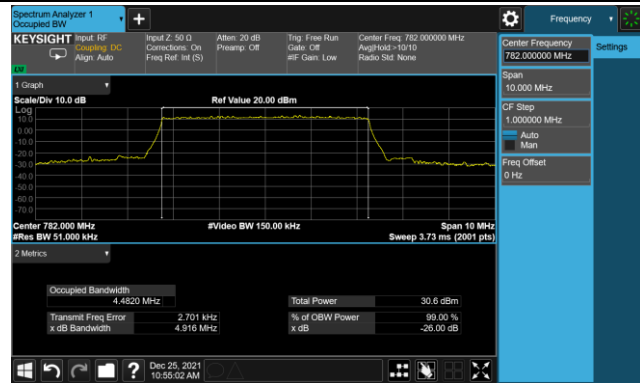 Spectrum Analyzer 1
Occupied BW
Frequency
KEYSIGHT
Input: RF
Coupling: DC
Align: Auto
Input Z: 50 Ω
Corrections: On
Freq Ref: Int (S)
Atten: 20 dB
Preamp: Off
Trig: Free Run
Gate: Off
#IF Gain: Low
Center Freq: 782.000000 MHz
Avg|Hold:>10/10
Radio Std: None
Center Frequency
782.000000 MHz
Settings
Span
10.000 MHz
CF Step
1.000000 MHz
Auto
Man
Freq Offset
0 Hz
1 Graph
Scale/Div 10.0 dB
Ref Value 20.00 dBm
Log
10.0
0.00
-10.0
-20.0
-30.0
-40.0
-50.0
-60.0
-70.0
Center 782.000 MHz
#Video BW 150.00 kHz
Span 10 MHz
#Res BW 51.000 kHz
Sweep 3.73 ms (2001 pts)
2 Metrics
Occupied Bandwidth
4.4820 MHz
Total Power
30.6 dBm
Transmit Freq Error
2.701 kHz
% of OBW Power
99.00 %
x dB Bandwidth
4.916 MHz
x dB
-26.00 dB
?
Dec 25, 2021
10:55:02 AM